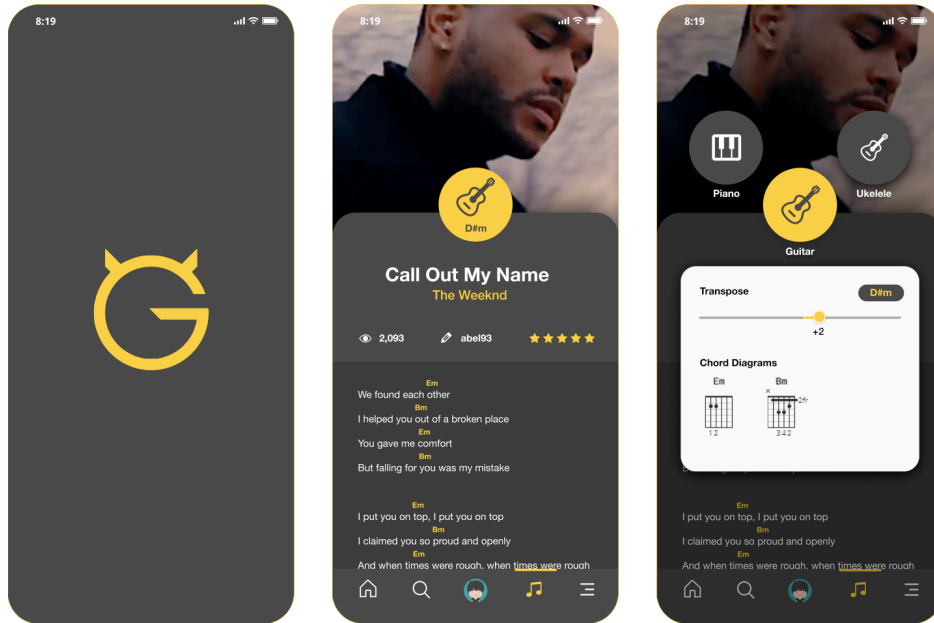 8:19
G
8:19
D#m
Call Out My Name
The Weeknd
2,093
abel93
Em
We found each other
Bm
I helped you out of a broken place
Em
You gave me comfort
Bm
But falling for you was my mistake
Em
I put you on top, I put you on top
Bm
I claimed you so proud and openly
Em
And when times were rough, when times were rough
8:19
Piano
Ukelele
Guitar
Transpose
D#m
+2
Chord Diagrams
Em
Bm
x
2fr
1 2
3 4 2
Em
I put you on top, I put you on top
Bm
I claimed you so proud and openly
Em
And when times were rough, when times were rough